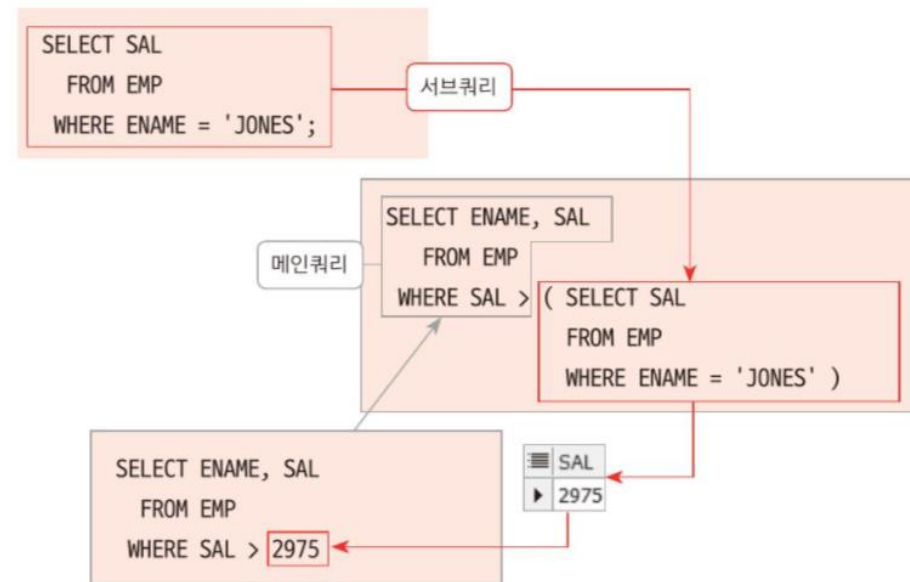 SELECT SAL
FROM EMP
WHERE ENAME = 'JONES';
서브쿼리
메인쿼리
SELECT ENAME, SAL
FROM EMP
WHERE SAL > ( SELECT SAL
FROM EMP
WHERE ENAME = 'JONES' )
SELECT ENAME, SAL
FROM EMP
WHERE SAL > 2975
SAL
2975